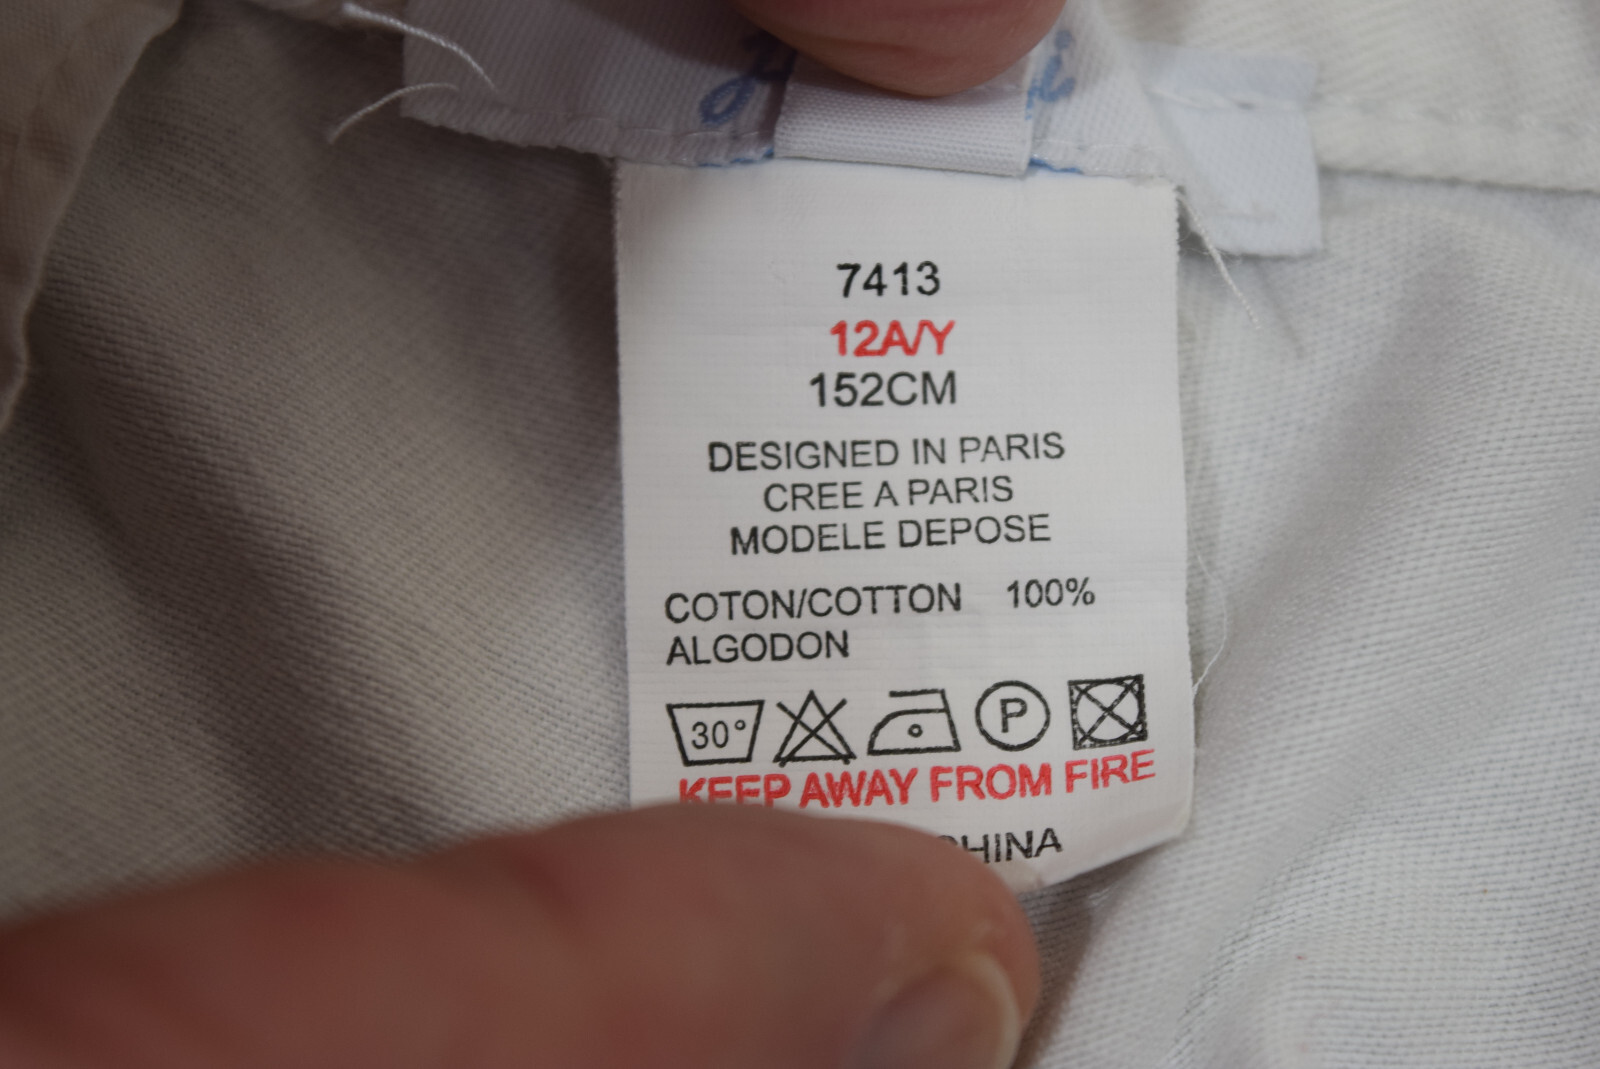 7413
12A/Y
152CM
DESIGNED IN PARIS
CREE A PARIS
MODELE DEPOSE
COTON/COTTON 100%
ALGODON
30°
P
KEEP AWAY FROM FIRE
CHINA